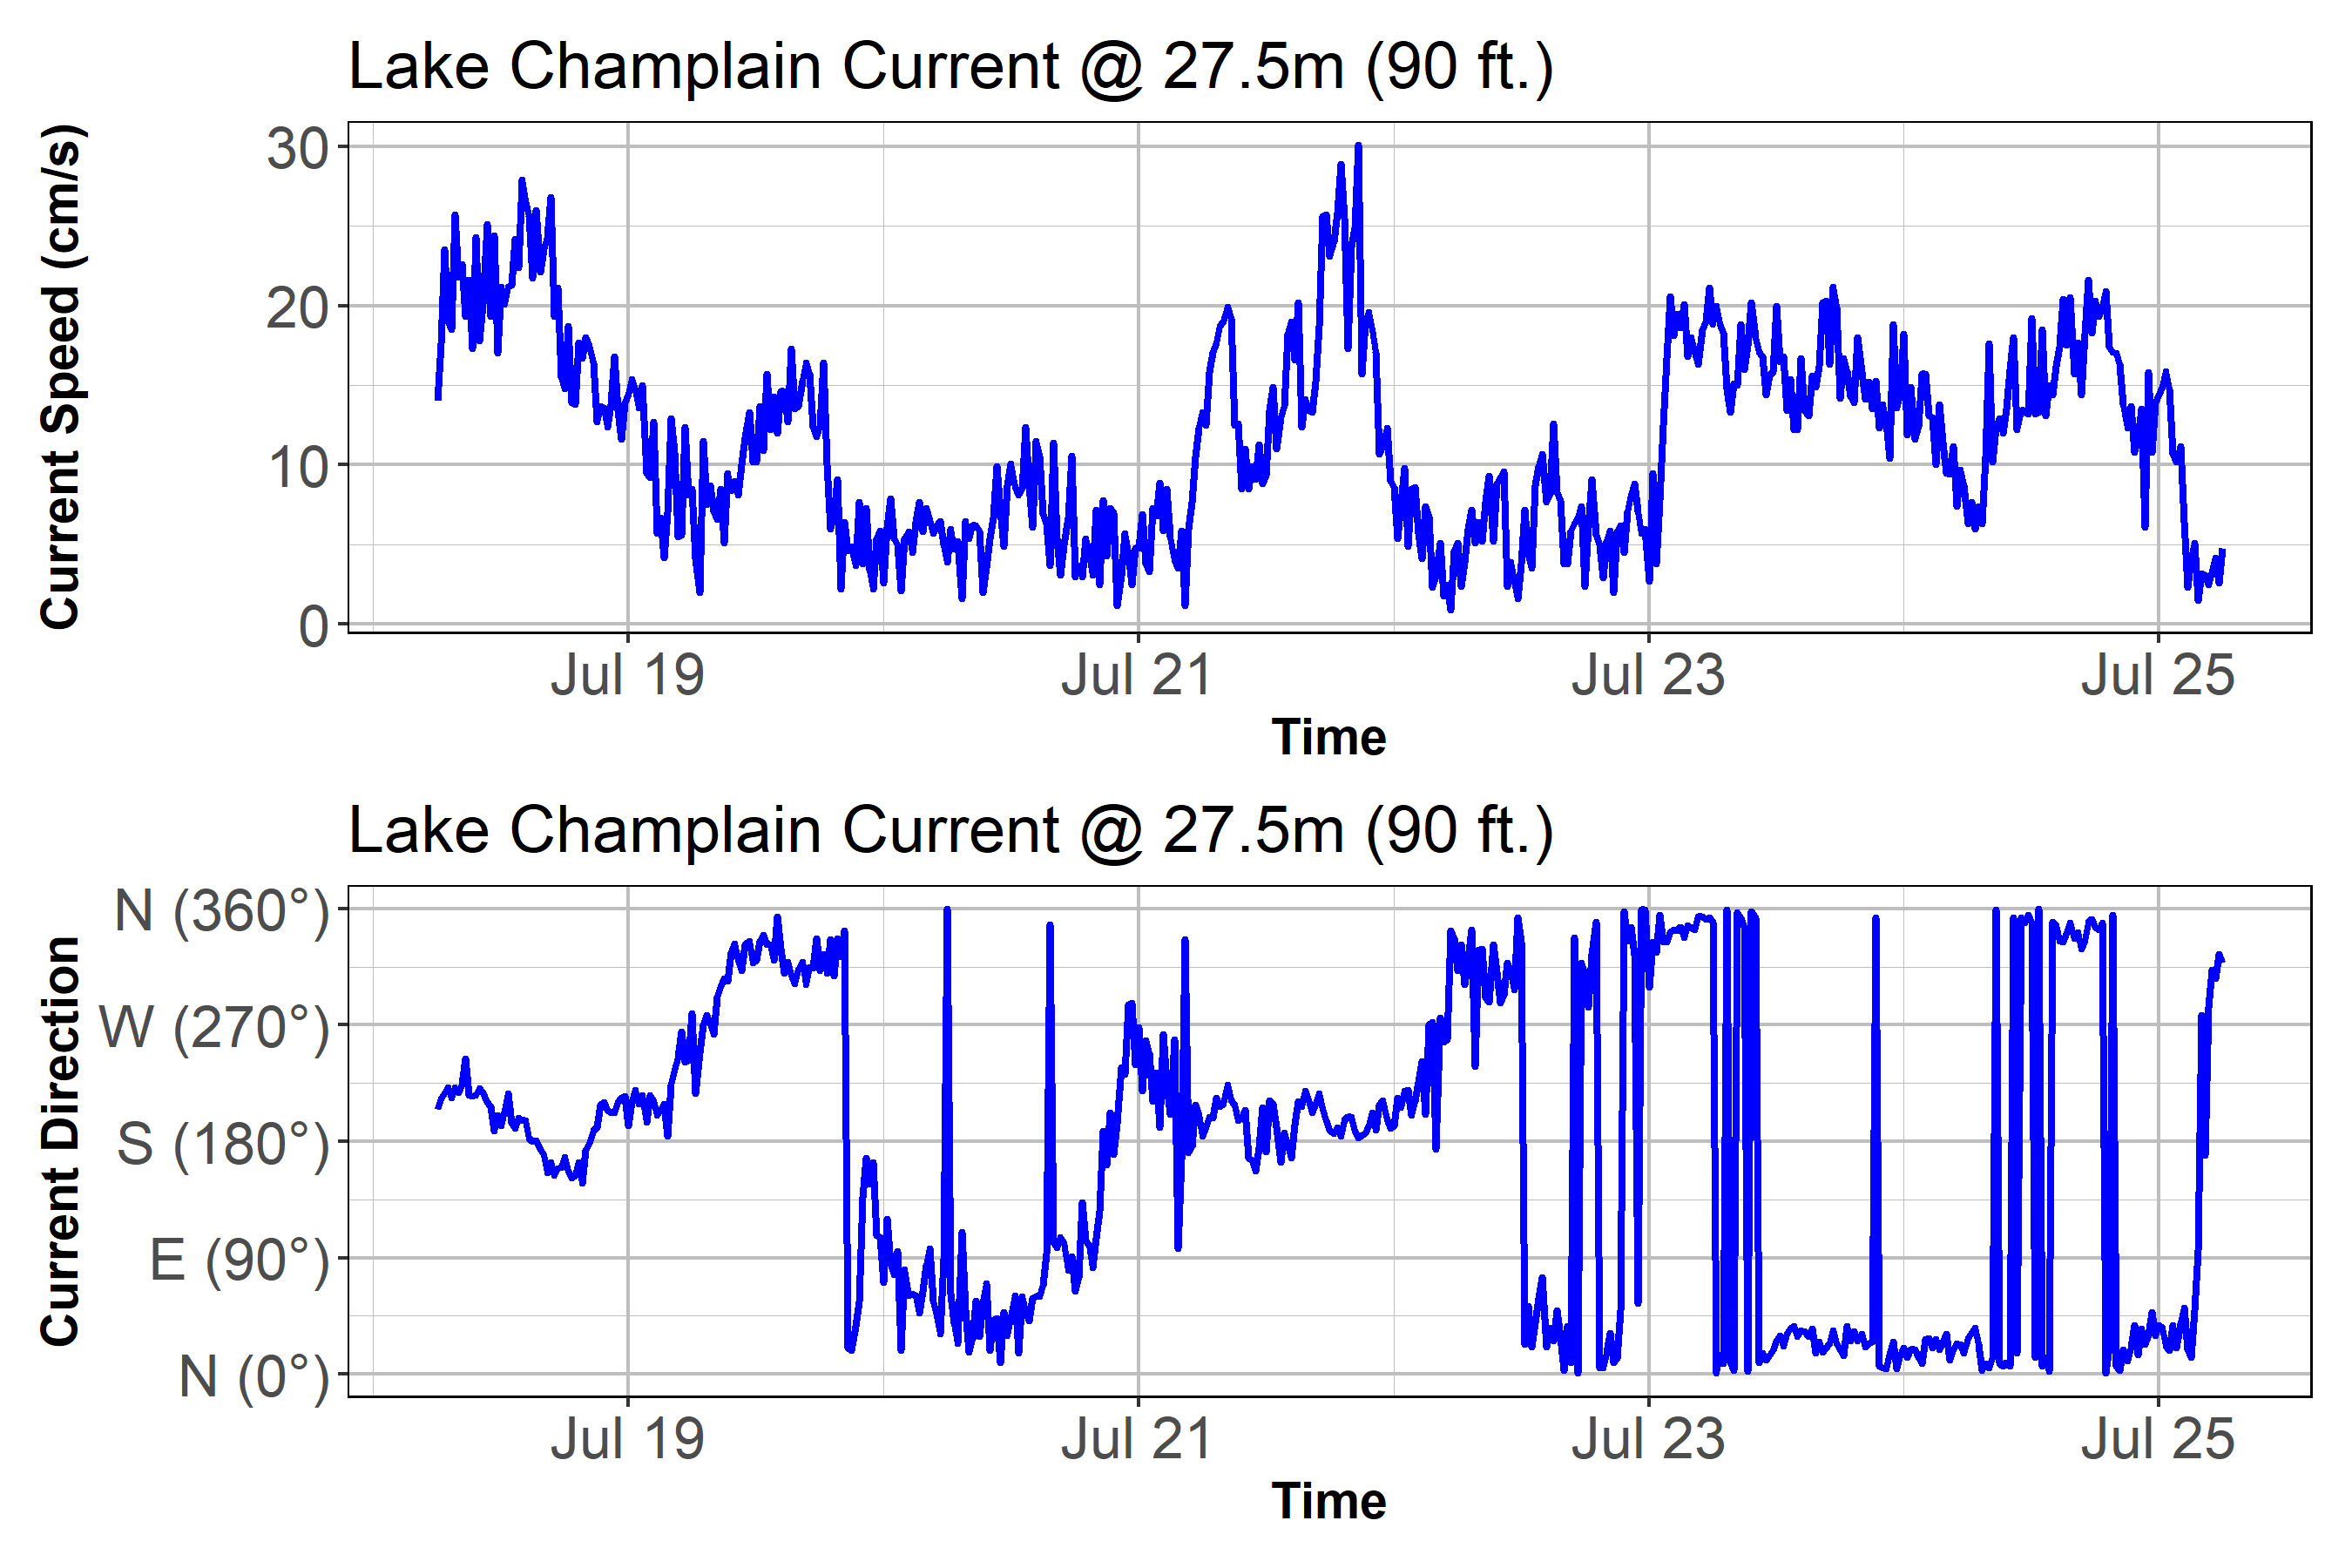 Lake Champlain Current @ 27.5m (90 ft.)
Current Speed (cm/s)
30
20
10
0
Jul 19
Jul 21
Jul 23
Jul 25
Time
Lake Champlain Current @ 27.5m (90 ft.)
Current Direction
N (360°)
W (270°)
S (180°)
E (90°)
N (0°)
Jul 19
Jul 21
Jul 23
Jul 25
Time